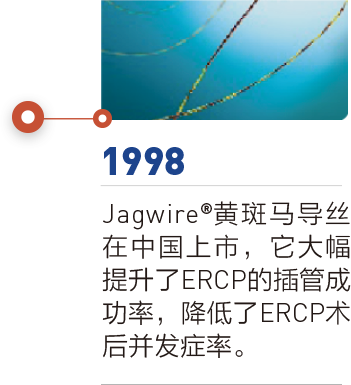 1998
Jagwire®黄斑马导丝
在中国上市，它大幅
提升了ERCP的插管成
功率，降低了ERCP术
后并发症率。